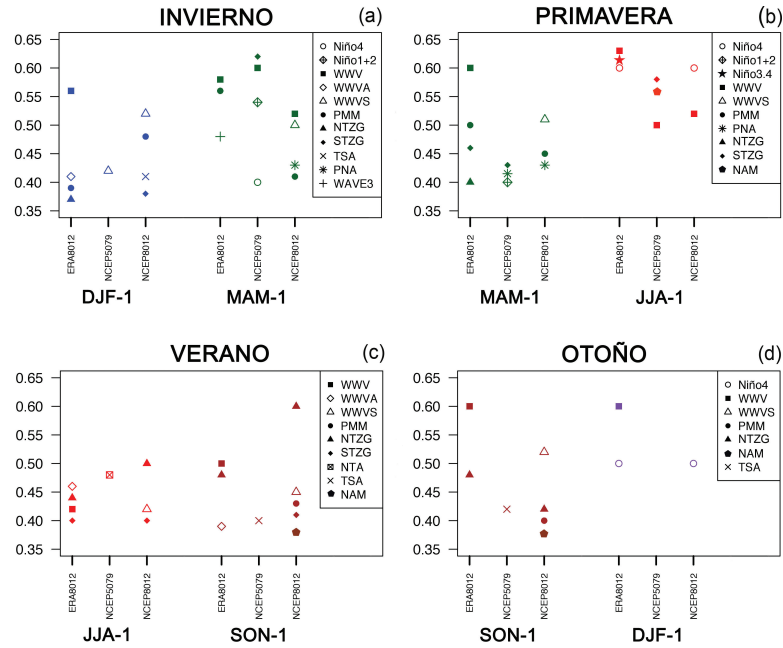 INVIERNO
(a)
0.65
0.60
0.55
0.50
0.45
0.40
0.35
Niño4
Niño1+2
WWV
WWVA
WWVS
PMM
NTZG
STZG
TSA
PNA
WAVE3
ERA8012
NCEP5079
NCEP8012
ERA8012
NCEP5079
NCEP8012
DJF-1
MAM-1
PRIMAVERA
(b)
0.65
0.60
0.55
0.50
0.45
0.40
0.35
Niño4
Niño1+2
Niño3.4
WWV
WWVS
PMM
PNA
NTZG
STZG
NAM
ERA8012
NCEP5079
NCEP8012
ERA8012
NCEP5079
NCEP8012
MAM-1
JJA-1
VERANO
(c)
0.65
0.60
0.55
0.50
0.45
0.40
0.35
WWV
WWVA
WWVS
PMM
NTZG
STZG
NTA
TSA
NAM
ERA8012
NCEP5079
NCEP8012
ERA8012
NCEP5079
NCEP8012
JJA-1
SON-1
OTOÑO
(d)
0.65
0.60
0.55
0.50
0.45
0.40
0.35
Niño4
WWV
WWVS
PMM
NTZG
NAM
TSA
ERA8012
NCEP5079
NCEP8012
ERA8012
NCEP5079
NCEP8012
SON-1
DJF-1